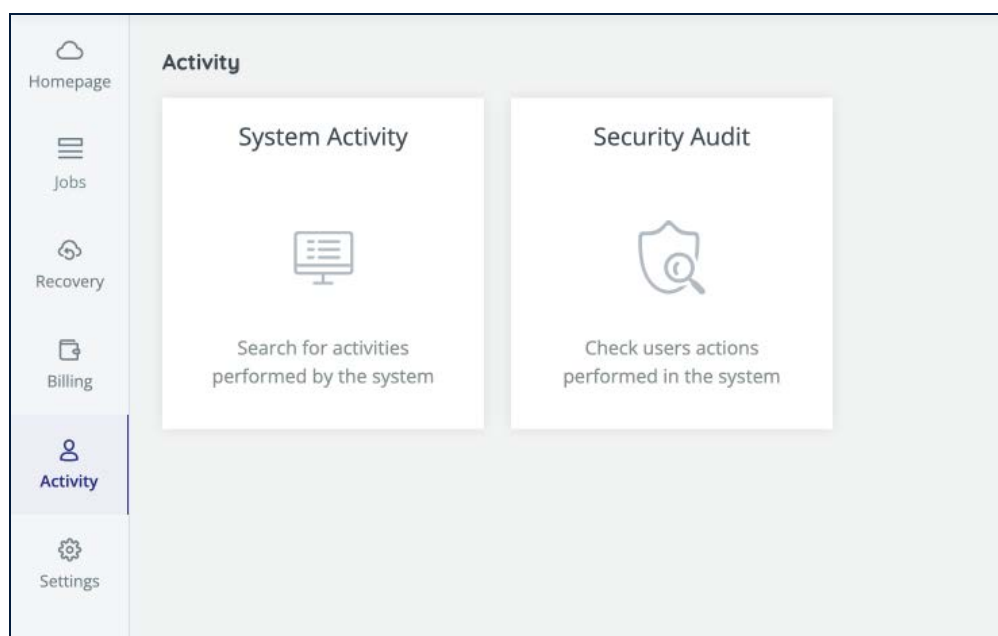 Homepage
Jobs
Recovery
Billing
Activity
Settings
Activity
System Activity
Search for activities
performed by the system
Security Audit
Check users actions
performed in the system